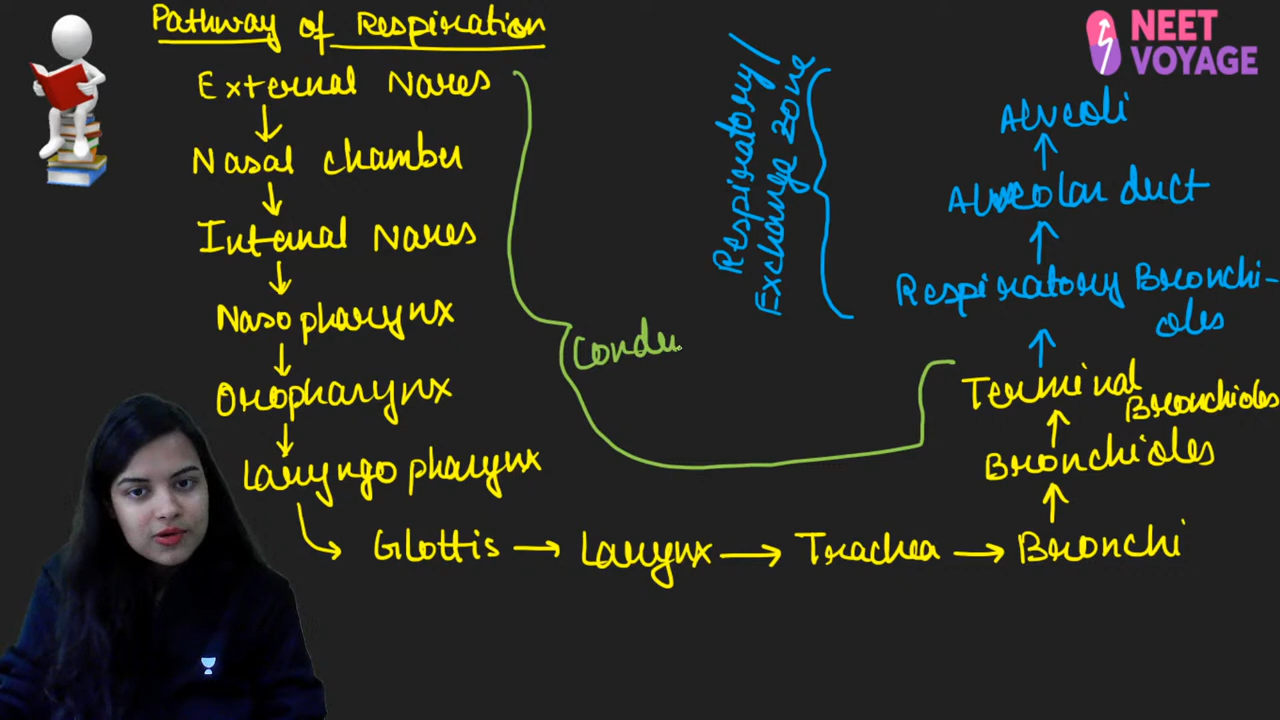 Pathway of Respiration
External Nares
Nasal chamber
Internal Nares
Nasopharynx
Oropharynx
Laryngopharynx
Glottis → Larynx → Trachea → Bronchi
Bronchioles
Terminal Bronchioles
Respiratory Bronchi-
oles
Alveolar duct
Alveoli
Respiratory/
Exchange zone
Condu
NEET
VOYAGE